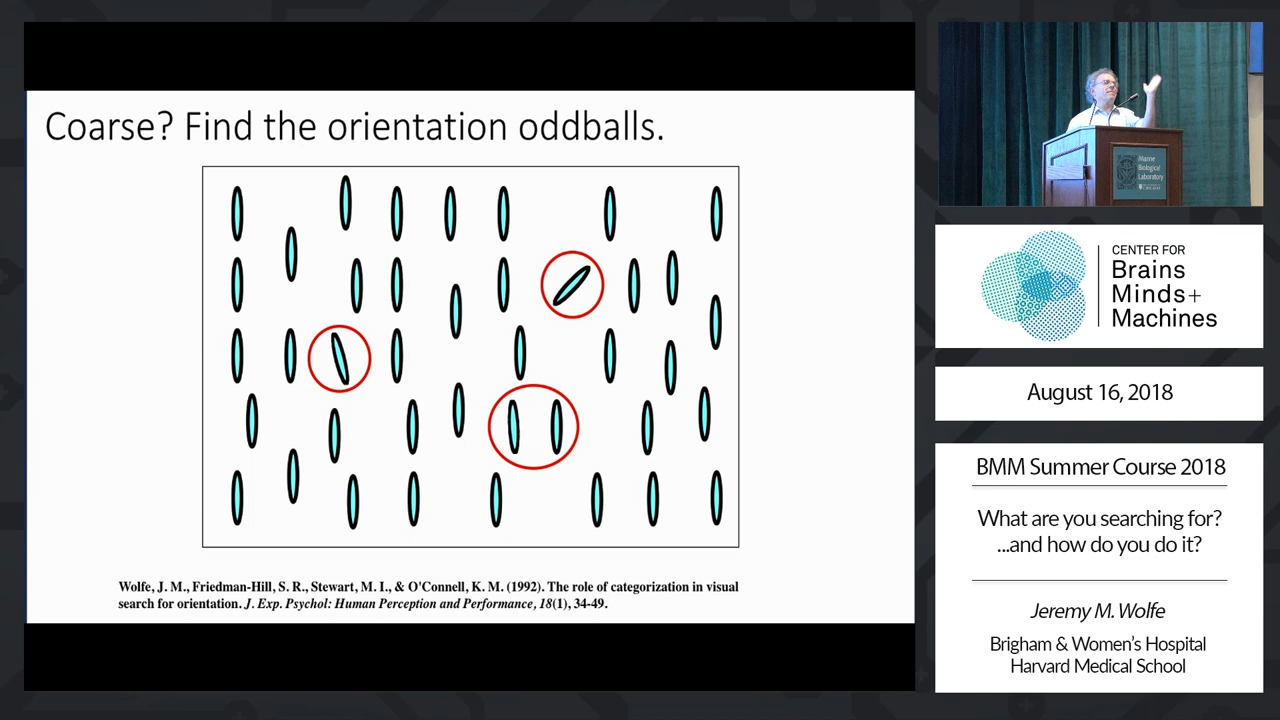 Coarse? Find the orientation oddballs.
Wolfe, J. M., Friedman-Hill, S. R., Stewart, M. I., & O'Connell, K. M. (1992). The role of categorization in visual
search for orientation. J. Exp. Psychol: Human Perception and Performance, 18(1), 34-49.
Marine
Biological
Laboratory
CENTER FOR
Brains
Minds+
Machines
August 16, 2018
BMM Summer Course 2018
What are you searching for?
...and how do you do it?
Jeremy M. Wolfe
Brigham & Women's Hospital
Harvard Medical School